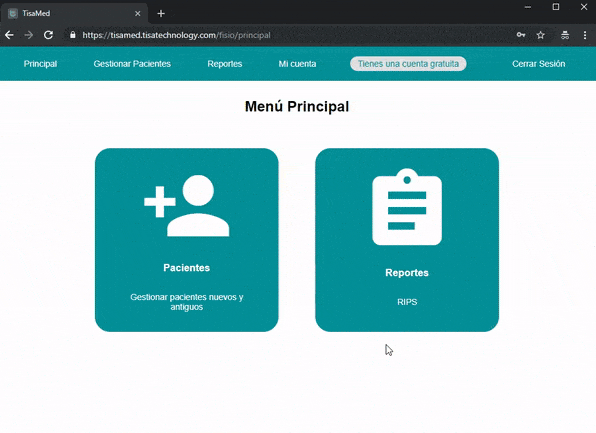 TisaMed
https://tisamed.tisatechnology.com/fisio/principal
Principal Gestionar Pacientes Reportes Mi cuenta Tienes una cuenta gratuita Cerrar Sesión
Menú Principal
Pacientes
Gestionar pacientes nuevos y
antiguos
Reportes
RIPS